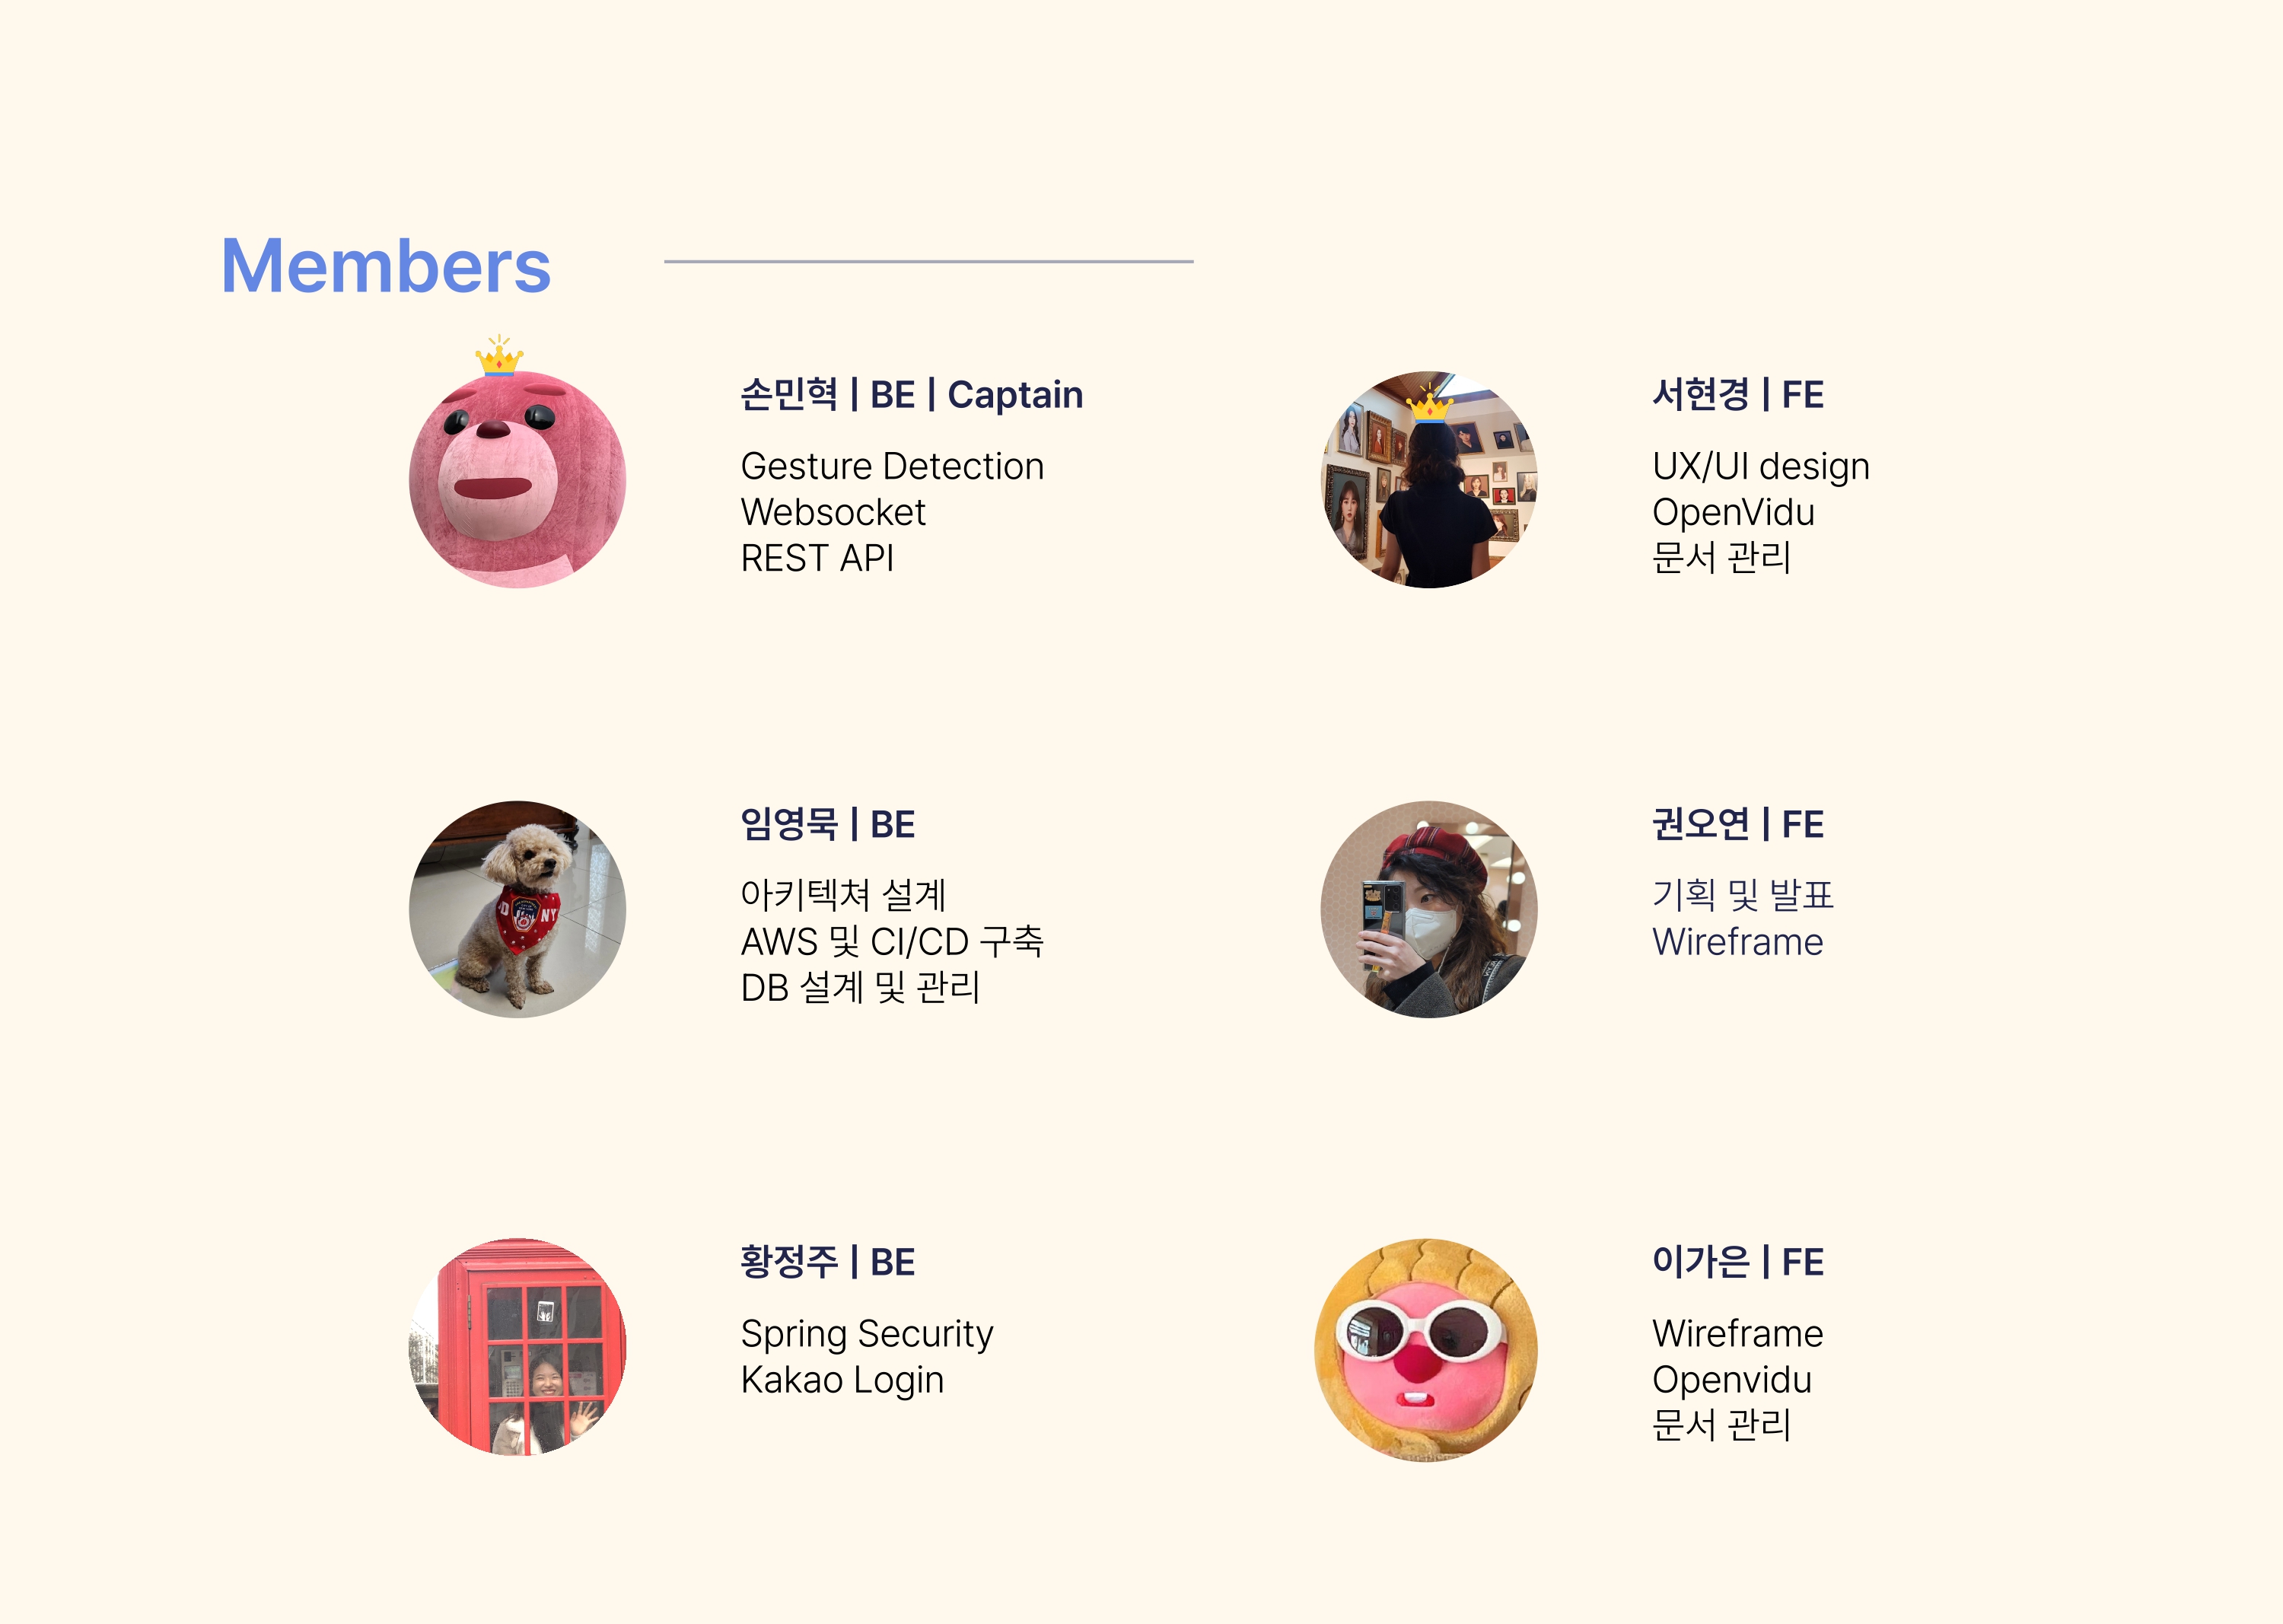 Members
손민혁 | BE | Captain
Gesture Detection
Websocket
REST API
서현경 | FE
UX/UI design
OpenVidu
문서 관리
임영묵 | BE
아키텍쳐 설계
AWS 및 CI/CD 구축
DB 설계 및 관리
권오연 | FE
기획 및 발표
Wireframe
황정주 | BE
Spring Security
Kakao Login
이가은 | FE
Wireframe
Openvidu
문서 관리